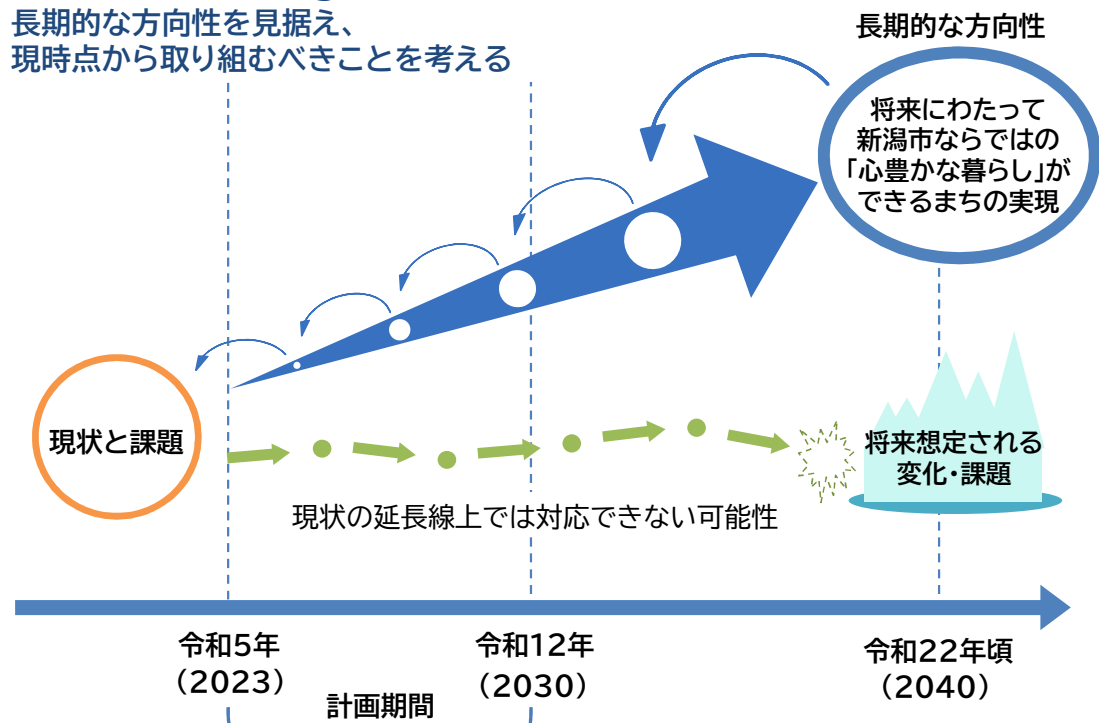 長期的な方向性を見据え、
現時点から取り組むべきことを考える
長期的な方向性
将来にわたって
新潟市ならではの
「心豊かな暮らし」が
できるまちの実現
現状と課題
将来想定される
変化・課題
現状の延長線上では対応できない可能性
令和5年
（2023）
令和12年
（2030）
令和22年頃
（2040）
計画期間